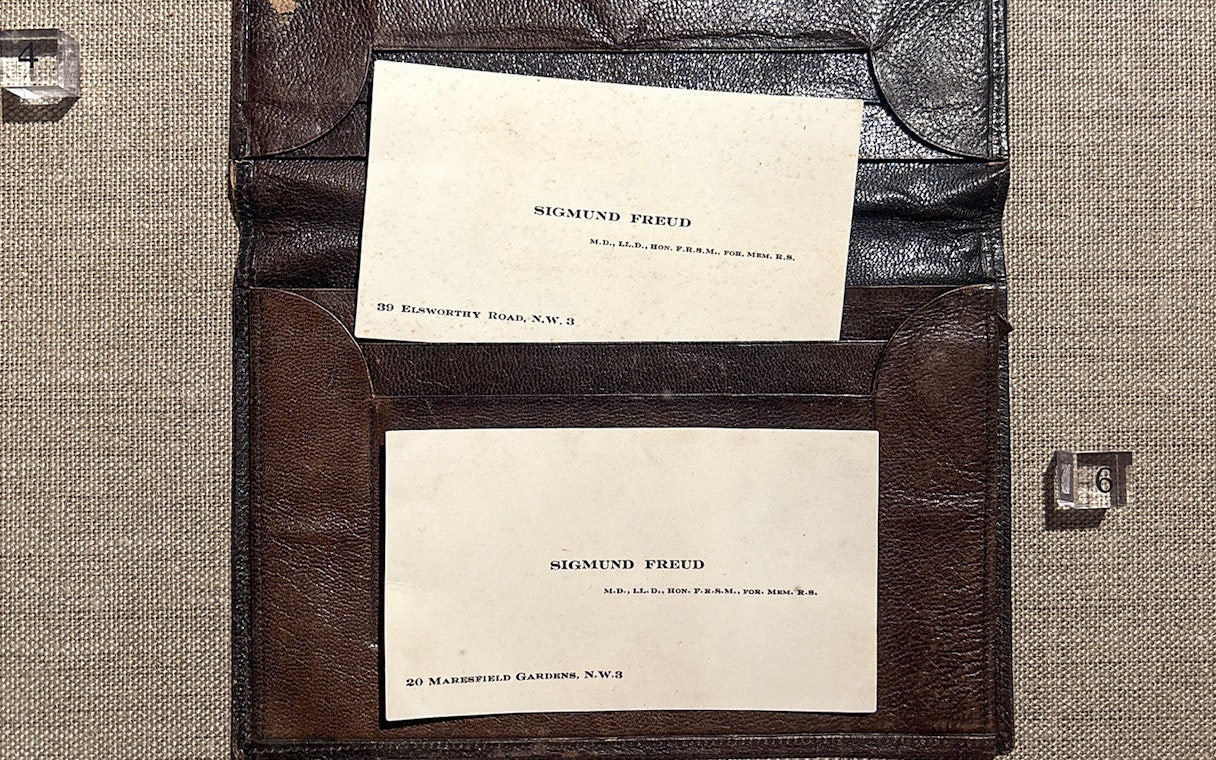 4
SIGMUND FREUD
M.D., LL.D., HON. F.R.S.M., FOR. MEM. R.S.
39 ELSWORTHY ROAD, N.W. 3
6
SIGMUND FREUD
M.D., LL.D., HON. F.R.S.M., FOR. MEM. R.S.
20 MARESFIELD GARDENS, N.W.3